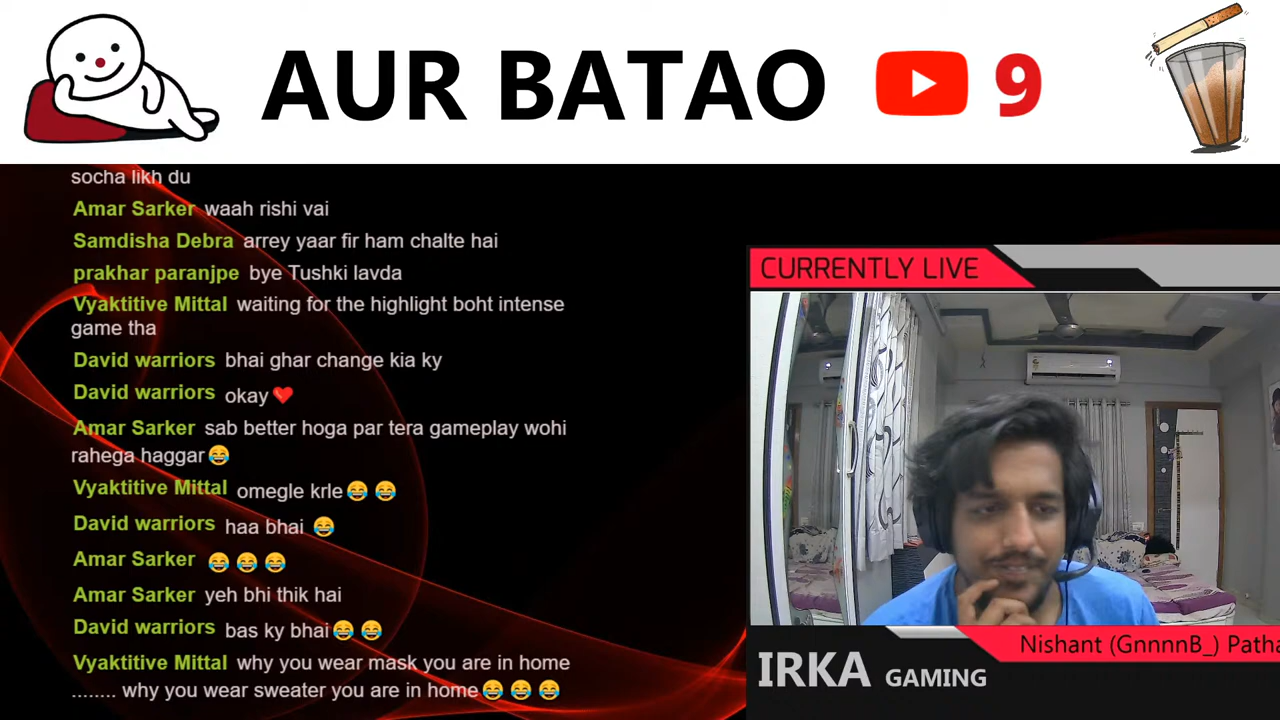 AUR BATAO 9
socha likh du
Amar Sarker waah rishi vai
Samdisha Debra arrey yaar fir ham chalte hai
prakhar paranjpe bye Tushki lavda
Vyaktitive Mittal waiting for the highlight boht intense
game tha
David warriors bhai ghar change kia ky
David warriors okay❤️
Amar Sarker sab better hoga par tera gameplay wohi
rahega haggar😂
Vyaktitive Mittal omegle krle😂😂
David warriors haa bhai 😂
Amar Sarker 😂😂😂
Amar Sarker yeh bhi thik hai
David warriors bas ky bhai😂😂
Vyaktitive Mittal why you wear mask you are in home
........ why you wear sweater you are in home😂😂😂
CURRENTLY LIVE
Nishant (GnnnnB_) Patha
IRKA GAMING